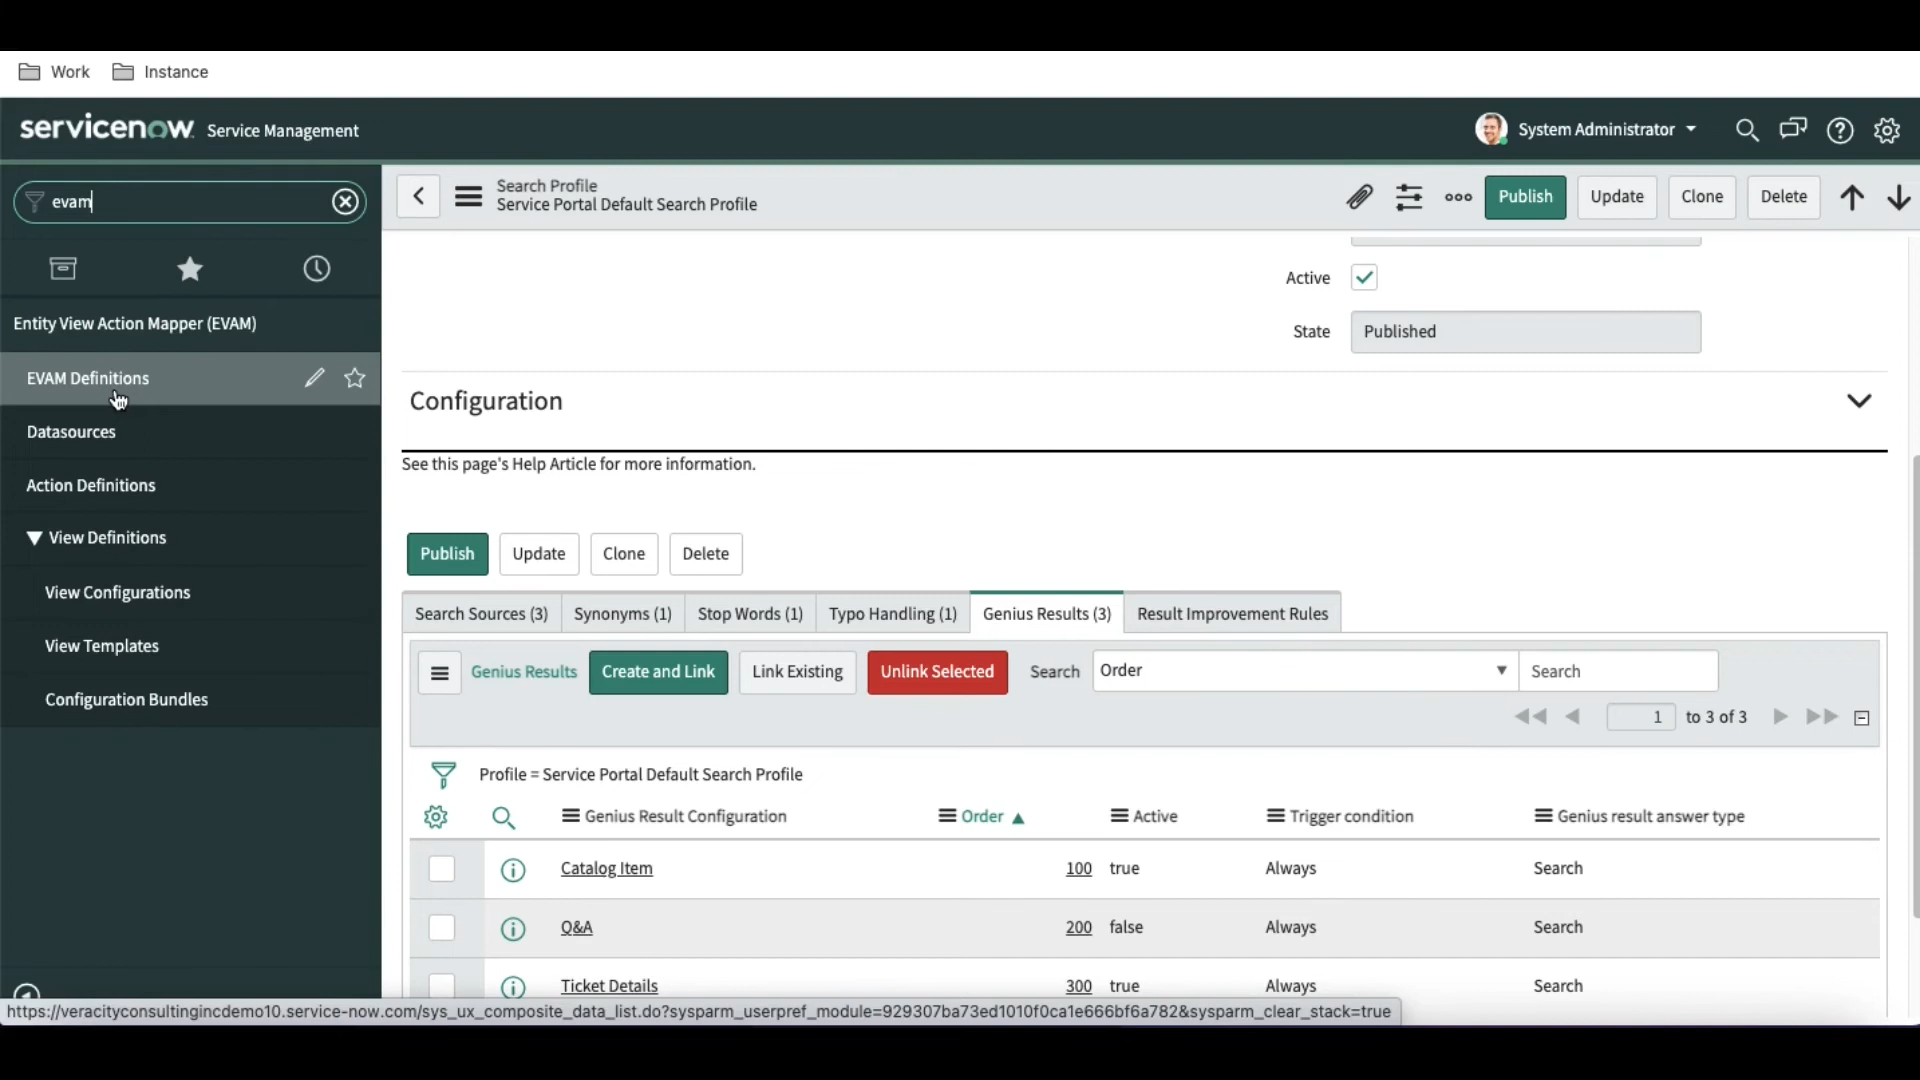 Work Instance
servicenow Service Management System Administrator
evam
Search Profile
Service Portal Default Search Profile
Publish Update Clone Delete
Entity View Action Mapper (EVAM)
EVAM Definitions
Datasources
Action Definitions
View Definitions
View Configurations
View Templates
Configuration Bundles
Active
State Published
Configuration
See this page's Help Article for more information.
Publish Update Clone Delete
Search Sources (3) Synonyms (1) Stop Words (1) Typo Handling (1) Genius Results (3) Result Improvement Rules
Genius Results Create and Link Link Existing Unlink Selected Search Order Search
1 to 3 of 3
Profile = Service Portal Default Search Profile
Genius Result Configuration Order Active Trigger condition Genius result answer type
Catalog Item 100 true Always Search
Q&A 200 false Always Search
Ticket Details 300 true Always Search
https://veracityconsultingincdemo10.service-now.com/sys_ux_composite_data_list.do?sysparm_userpref_module=929307ba73ed1010f0ca1e666bf6a782&sysparm_clear_stack=true